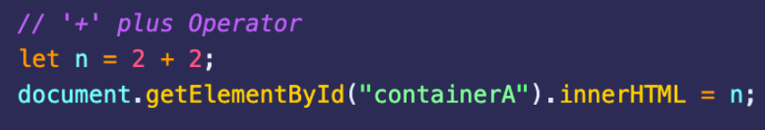 // '+' plus Operator
let n = 2 + 2;
document.getElementById("containerA").innerHTML = n;